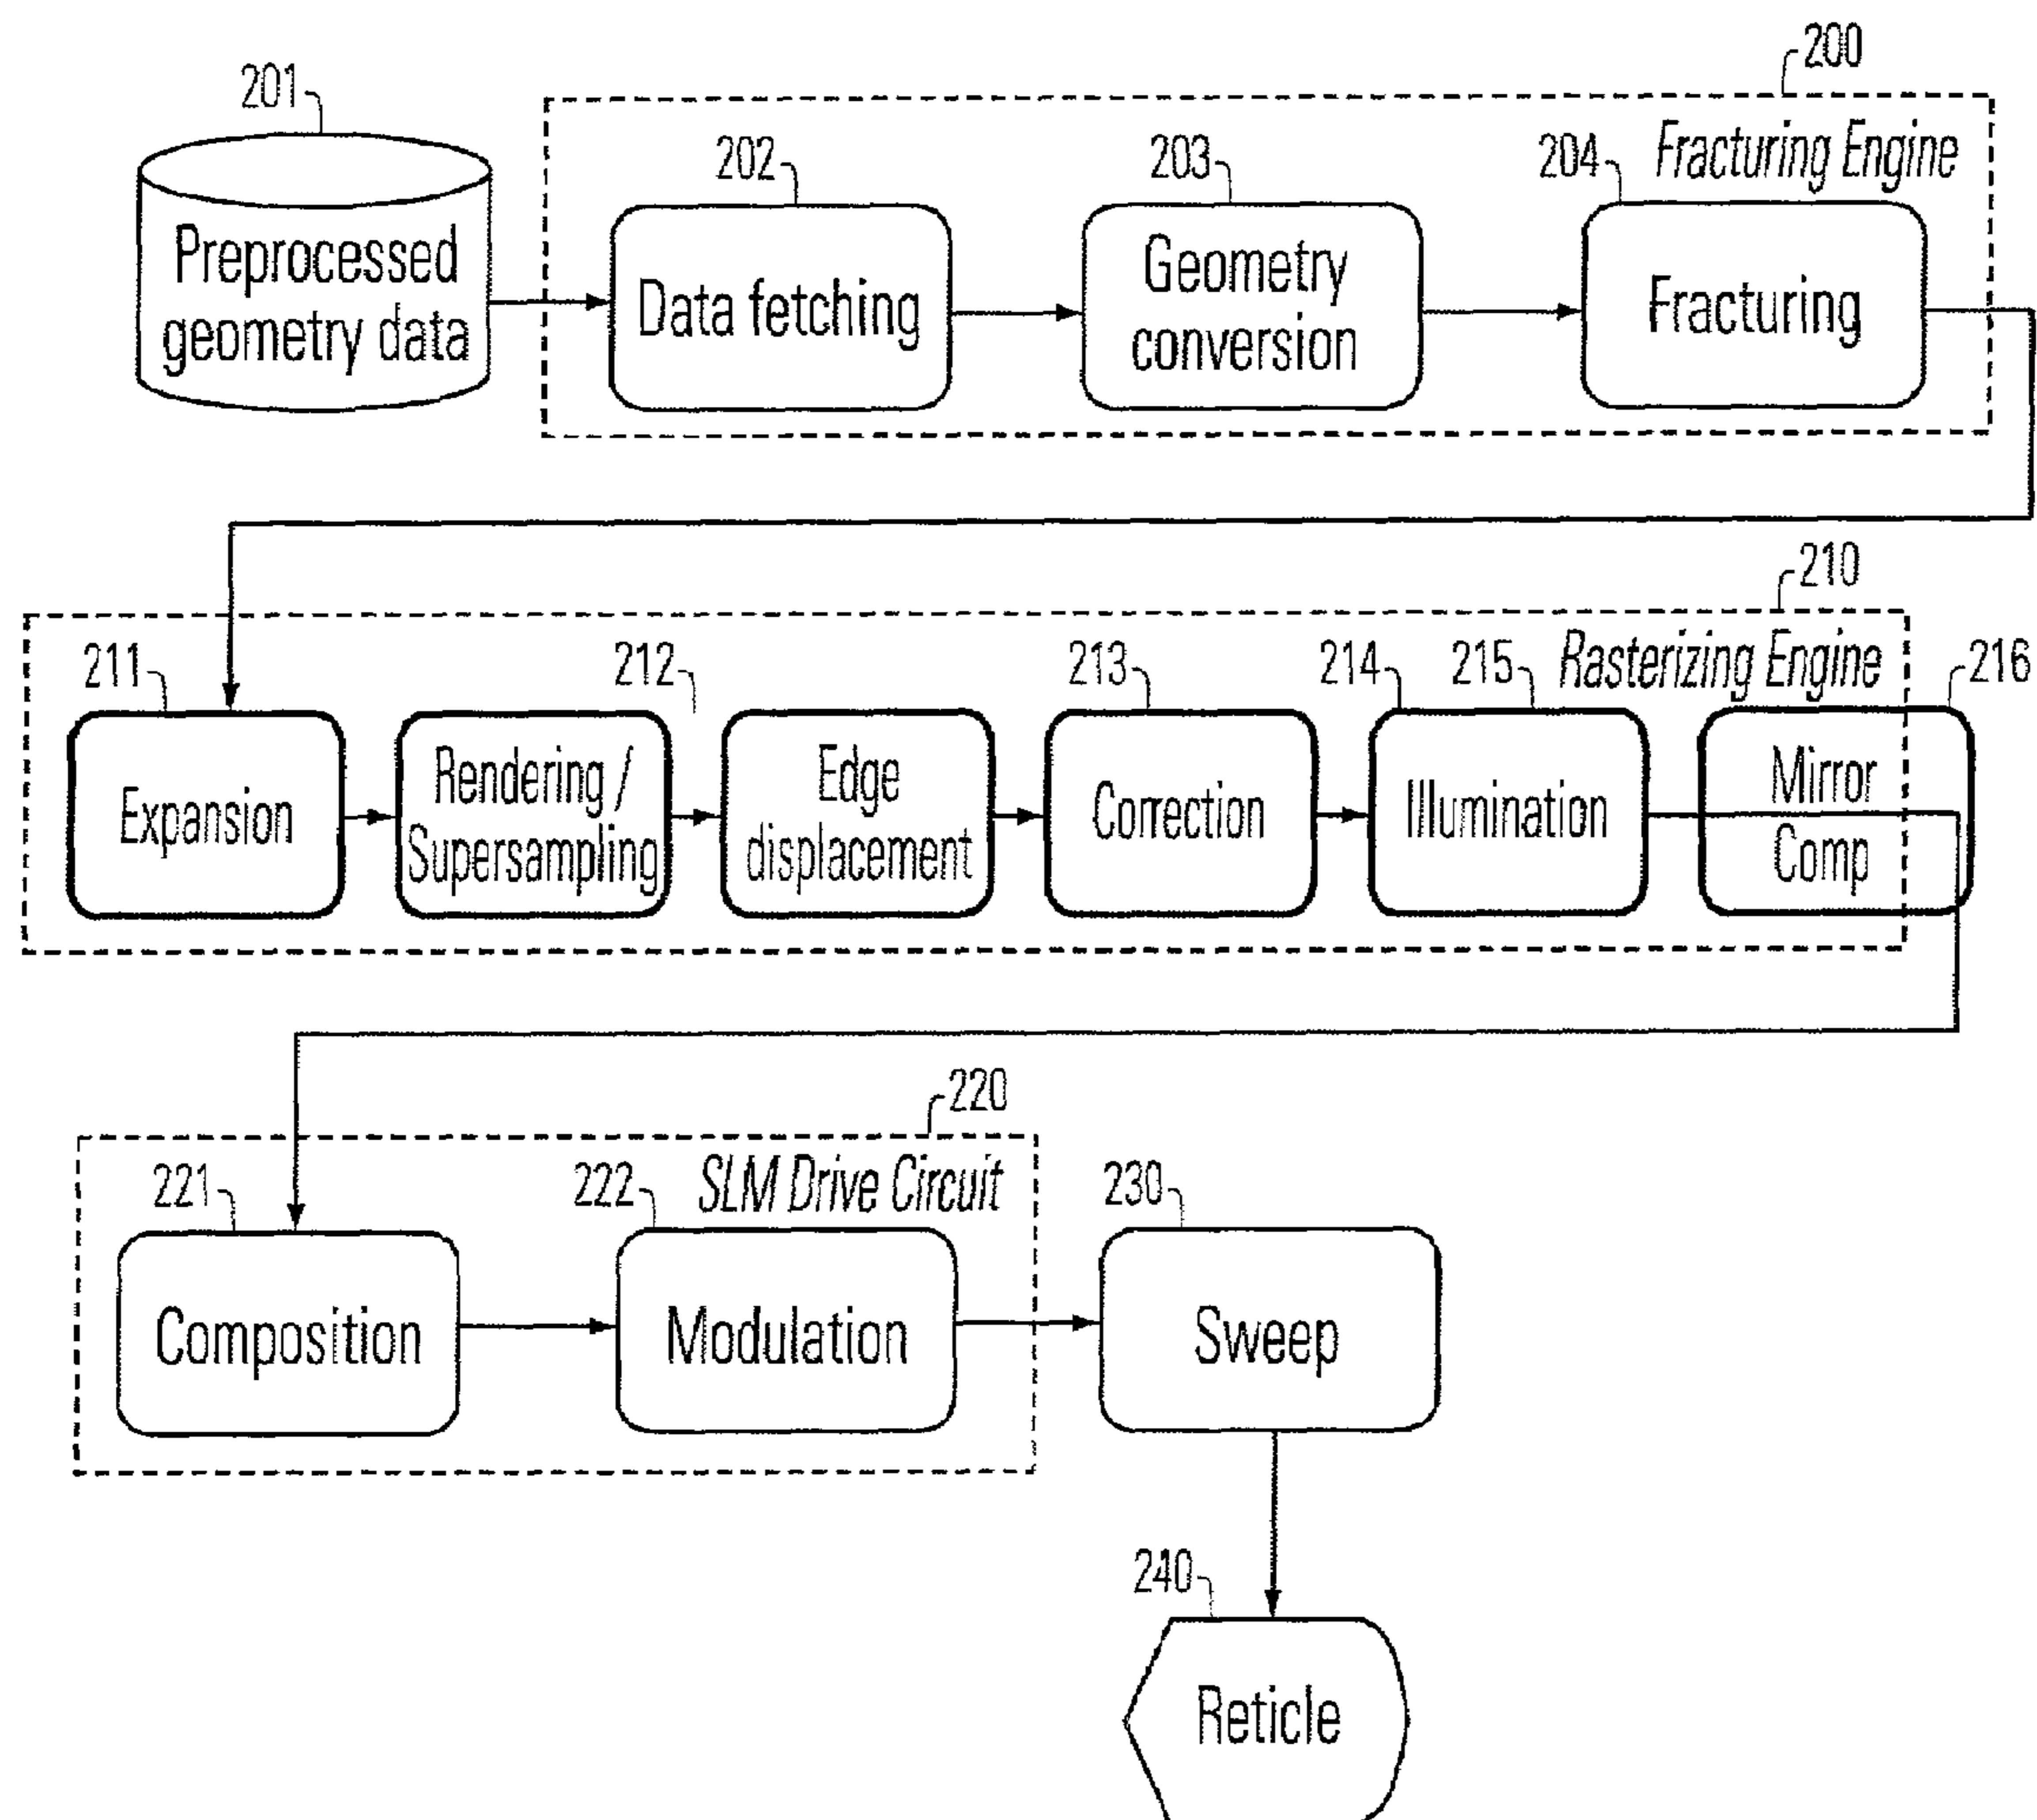 200
201
Fracturing Engine
202
203
204
Preprocessed
geometry data
Data fetching
Geometry
conversion
Fracturing
210
Rasterizing Engine
211
212
213
214
215
216
Expansion
Rendering /
Supersampling
Edge
displacement
Correction
Illumination
Mirror
Comp
220
SLM Drive Circuit
221
222
230
Composition
Modulation
Sweep
240
Reticle